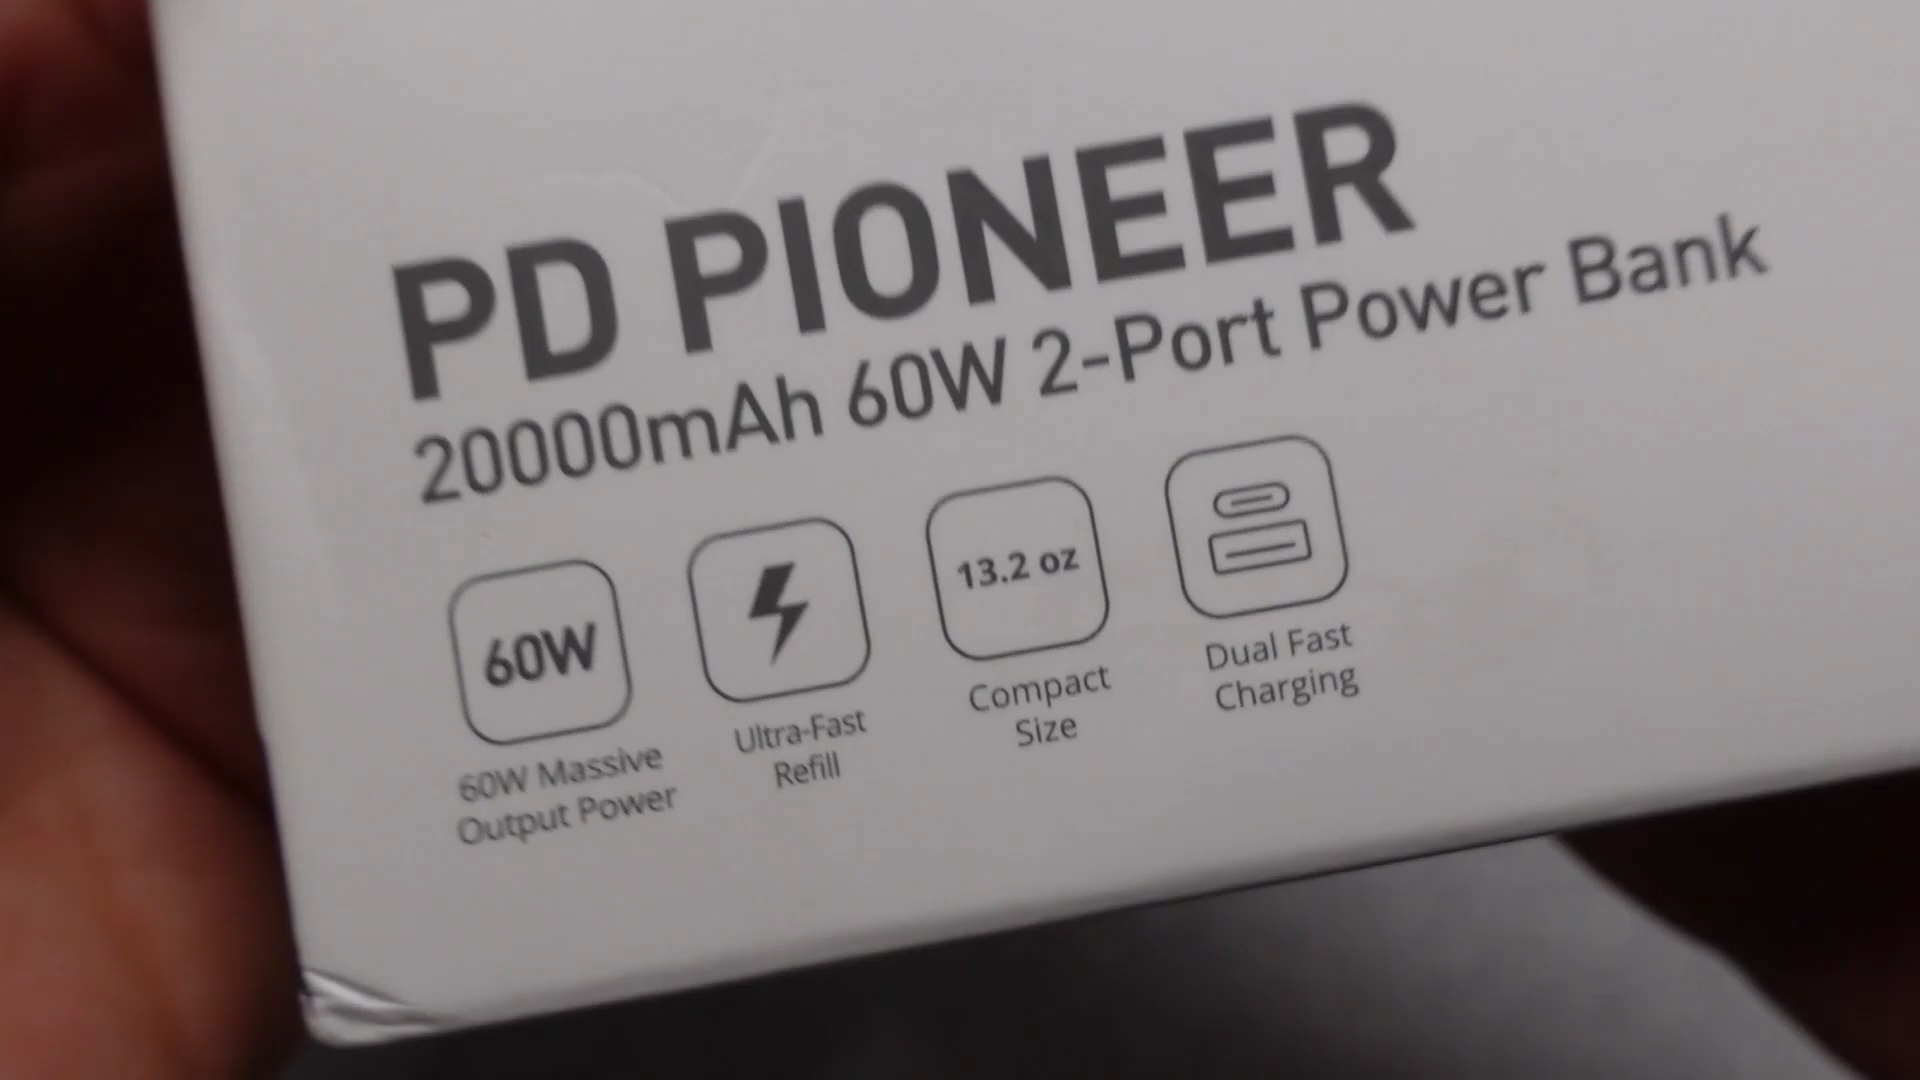 PD PIONEER
20000mAh 60W 2-Port Power Bank
60W
13.2 oz
60W Massive
Output Power
Ultra-Fast
Refill
Compact
Size
Dual Fast
Charging